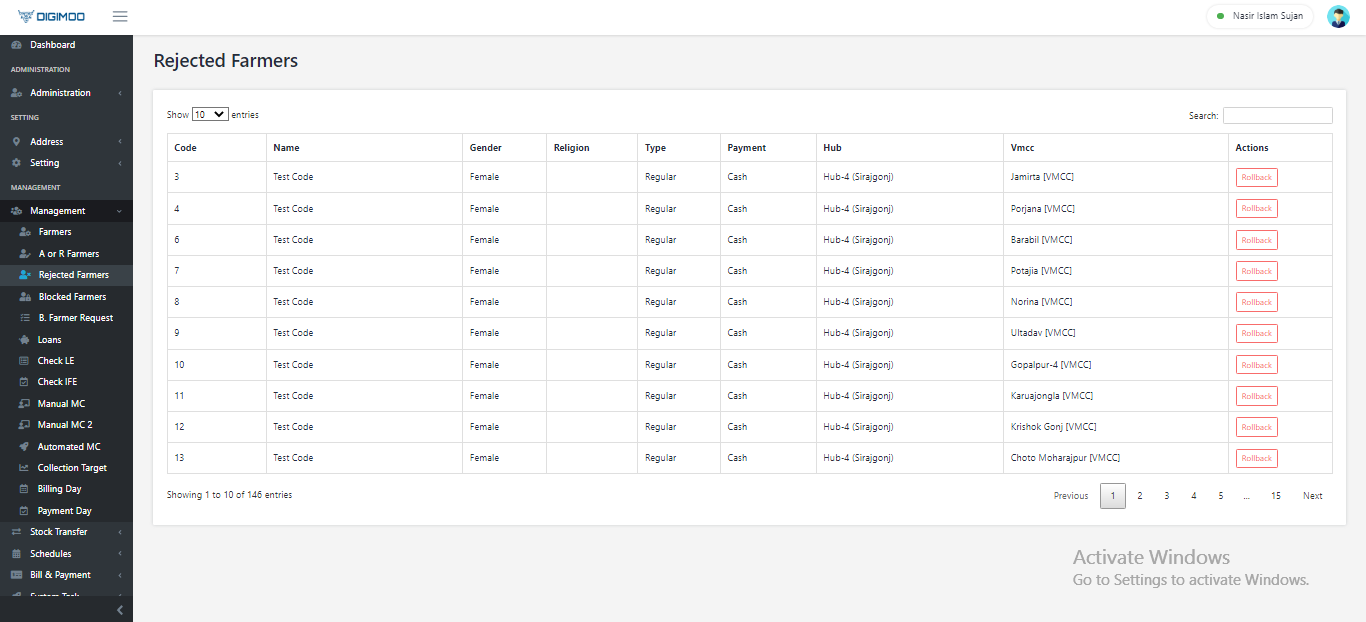 DIGIMOO
Nasir Islam Sujan
Dashboard
ADMINISTRATION
Administration
SETTING
Address
Setting
MANAGEMENT
Management
Farmers
A or R Farmers
Rejected Farmers
Blocked Farmers
B. Farmer Request
Loans
Check LE
Check IFE
Manual MC
Manual MC 2
Automated MC
Collection Target
Billing Day
Payment Day
Stock Transfer
Schedules
Bill & Payment
System Task
Rejected Farmers
Show 10 entries
Search:
Code Name Gender Religion Type Payment Hub Vmcc Actions
3 Test Code Female Regular Cash Hub-4 (Sirajgonj) Jamirta [VMCC] Rollback
4 Test Code Female Regular Cash Hub-4 (Sirajgonj) Porjana [VMCC] Rollback
6 Test Code Female Regular Cash Hub-4 (Sirajgonj) Barabil [VMCC] Rollback
7 Test Code Female Regular Cash Hub-4 (Sirajgonj) Potajia [VMCC] Rollback
8 Test Code Female Regular Cash Hub-4 (Sirajgonj) Norina [VMCC] Rollback
9 Test Code Female Regular Cash Hub-4 (Sirajgonj) Ultadav [VMCC] Rollback
10 Test Code Female Regular Cash Hub-4 (Sirajgonj) Gopalpur-4 [VMCC] Rollback
11 Test Code Female Regular Cash Hub-4 (Sirajgonj) Karuajongla [VMCC] Rollback
12 Test Code Female Regular Cash Hub-4 (Sirajgonj) Krishok Gonj [VMCC] Rollback
13 Test Code Female Regular Cash Hub-4 (Sirajgonj) Choto Moharajpur [VMCC] Rollback
Showing 1 to 10 of 146 entries
Previous 1 2 3 4 5 ... 15 Next
Activate Windows
Go to Settings to activate Windows.